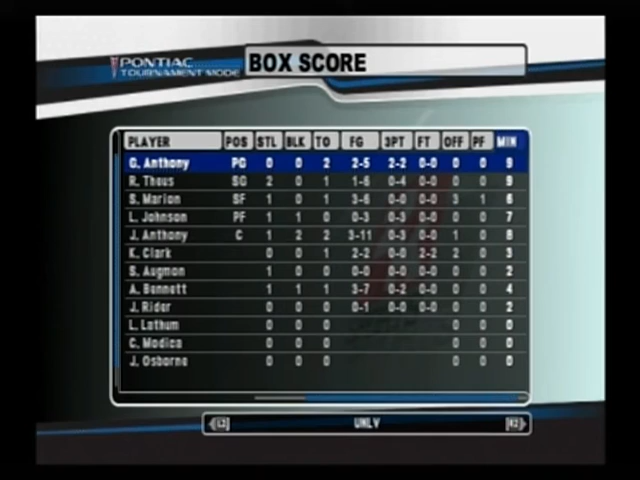 PONTIAC
TOURNAMENT MODE
BOX SCORE
PLAYER POS STL BLK TO FG 3PT FT OFF PF MIN
G. Anthony PG 0 0 2 2-5 2-2 0-0 0 0 9
R. Theus SG 2 0 1 1-6 0-4 0-0 0 0 9
S. Marion SF 1 0 1 3-6 0-0 0-0 3 1 6
L. Johnson PF 1 1 0 0-3 0-3 0-0 0 0 7
J. Anthony C 1 2 2 3-11 0-3 0-0 1 0 8
K. Clark 0 0 1 2-2 0-0 2-2 2 0 3
S. Augmon 1 0 0 0-0 0-0 0-0 0 0 2
A. Bennett 1 1 1 3-7 0-2 0-0 0 0 4
J. Rider 0 0 0 0-1 0-0 0-0 0 0 2
L. Lathum 0 0 0 0 0 0
C. Modica 0 0 0 0 0 0
J. Osborne 0 0 0 0 0 0
L2 UNLV R2